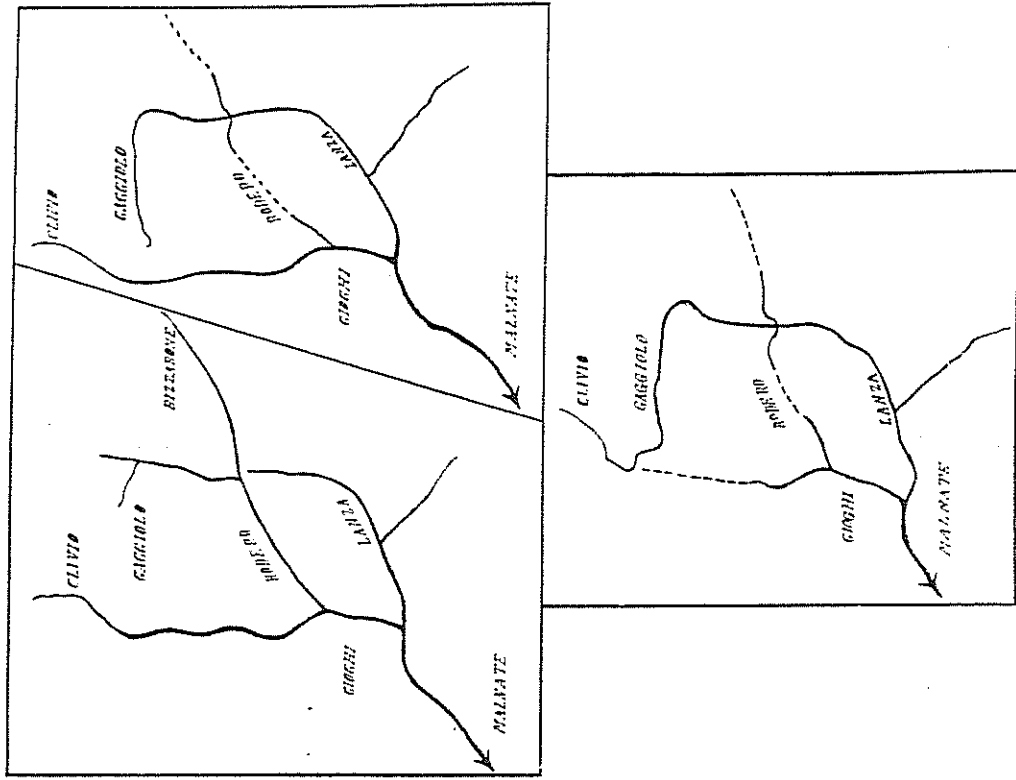 CLIVIO
GAGGIOLO
RODERO
LANZA
GIOGHI
MALNATE
BIZZARONE
CLIVIO
GAGGIOLO
RODERO
LANZA
GIOGHI
MALNATE
CLIVIO
GAGGIOLO
RODERO
LANZA
GIOGHI
MALNATE